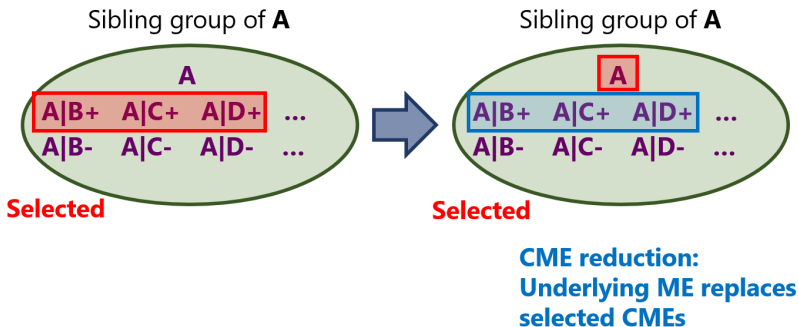 Sibling group of A
A
A|B+ A|C+ A|D+ ...
A|B- A|C- A|D- ...
Selected
Sibling group of A
A
A|B+ A|C+ A|D+ ...
A|B- A|C- A|D- ...
Selected
CME reduction:
Underlying ME replaces
selected CMEs